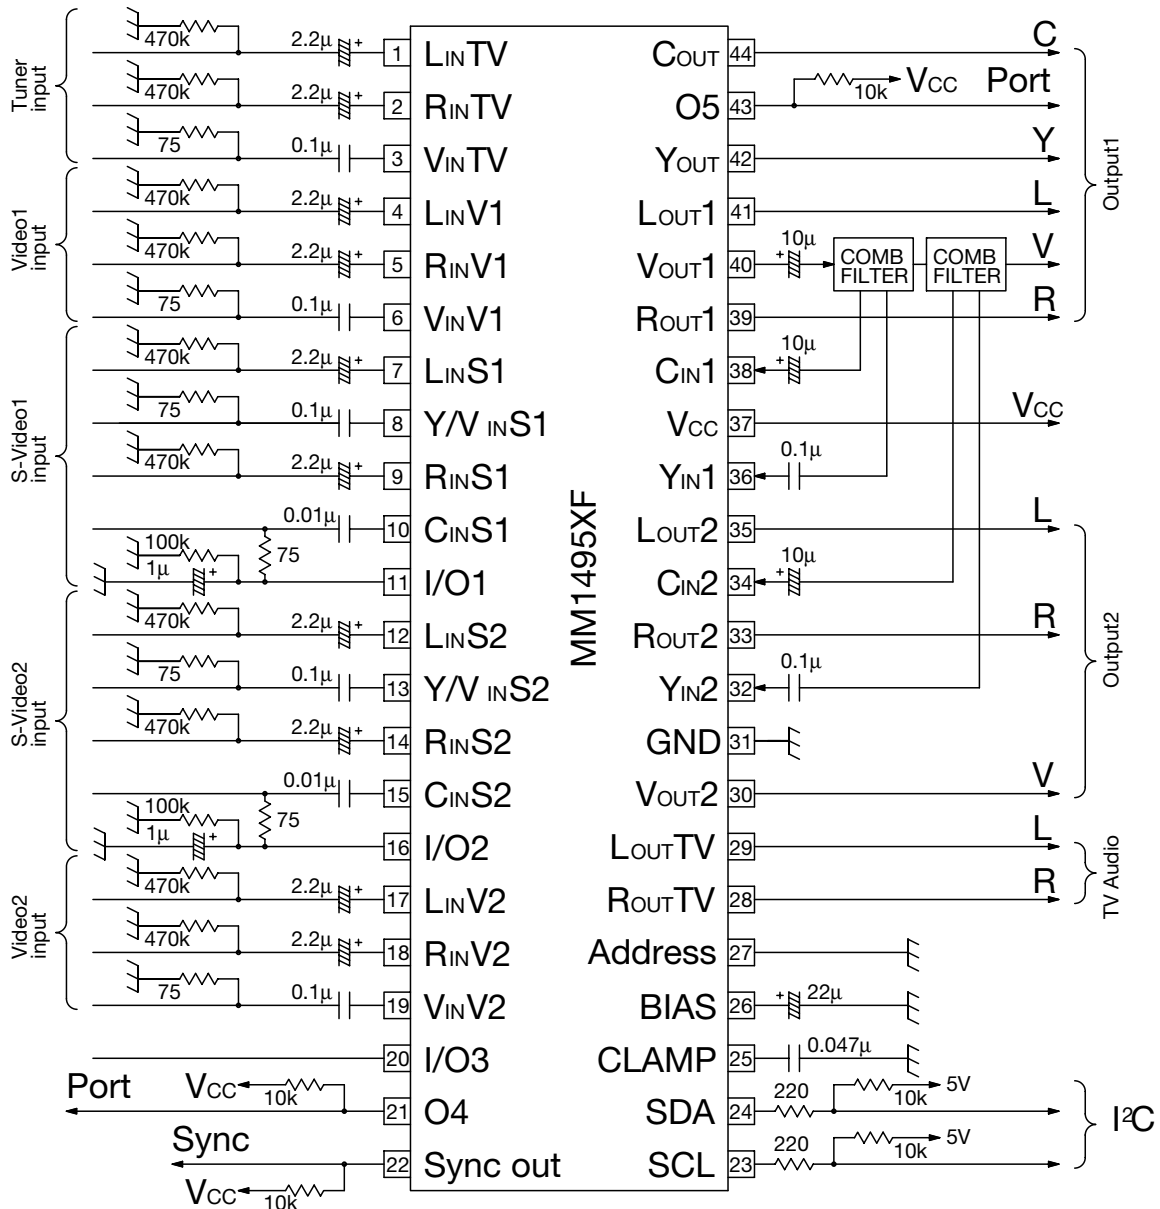 Tuner input
Video1 input
S-Video1 input
S-Video2 input
Video2 input
470k 2.2μ + 1 LINTV
470k 2.2μ + 2 RINTV
75 0.1μ 3 VINTV
470k 2.2μ + 4 LINV1
470k 2.2μ + 5 RINV1
75 0.1μ 6 VINV1
470k 2.2μ + 7 LINS1
75 0.1μ 8 Y/V INS1
470k 2.2μ + 9 RINS1
0.01μ 10 CINS1
100k 75
1μ + 11 I/O1
470k 2.2μ + 12 LINS2
75 0.1μ 13 Y/V INS2
470k 2.2μ + 14 RINS2
0.01μ 15 CINS2
100k 75
1μ + 16 I/O2
470k 2.2μ + 17 LINV2
470k 2.2μ + 18 RINV2
75 0.1μ 19 VINV2
20 I/O3
Port VCC 10k 21 O4
Sync 22 Sync out
VCC 10k
MM1495XF
COUT 44 C
O5 43 10k VCC Port
YOUT 42 Y
LOUT1 41 L
VOUT1 40 + 10μ COMB FILTER COMB FILTER V
ROUT1 39 R
CIN1 38 + 10μ
VCC 37 VCC
YIN1 36 0.1μ
LOUT2 35 L
CIN2 34 + 10μ
ROUT2 33 R
YIN2 32 0.1μ
GND 31
VOUT2 30 V
LOUTTV 29 L
ROUTTV 28 R
Address 27
BIAS 26 + 22μ
CLAMP 25 0.047μ
SDA 24 220 10k 5V
SCL 23 220 10k 5V
Output1
Output2
TV Audio
I²C